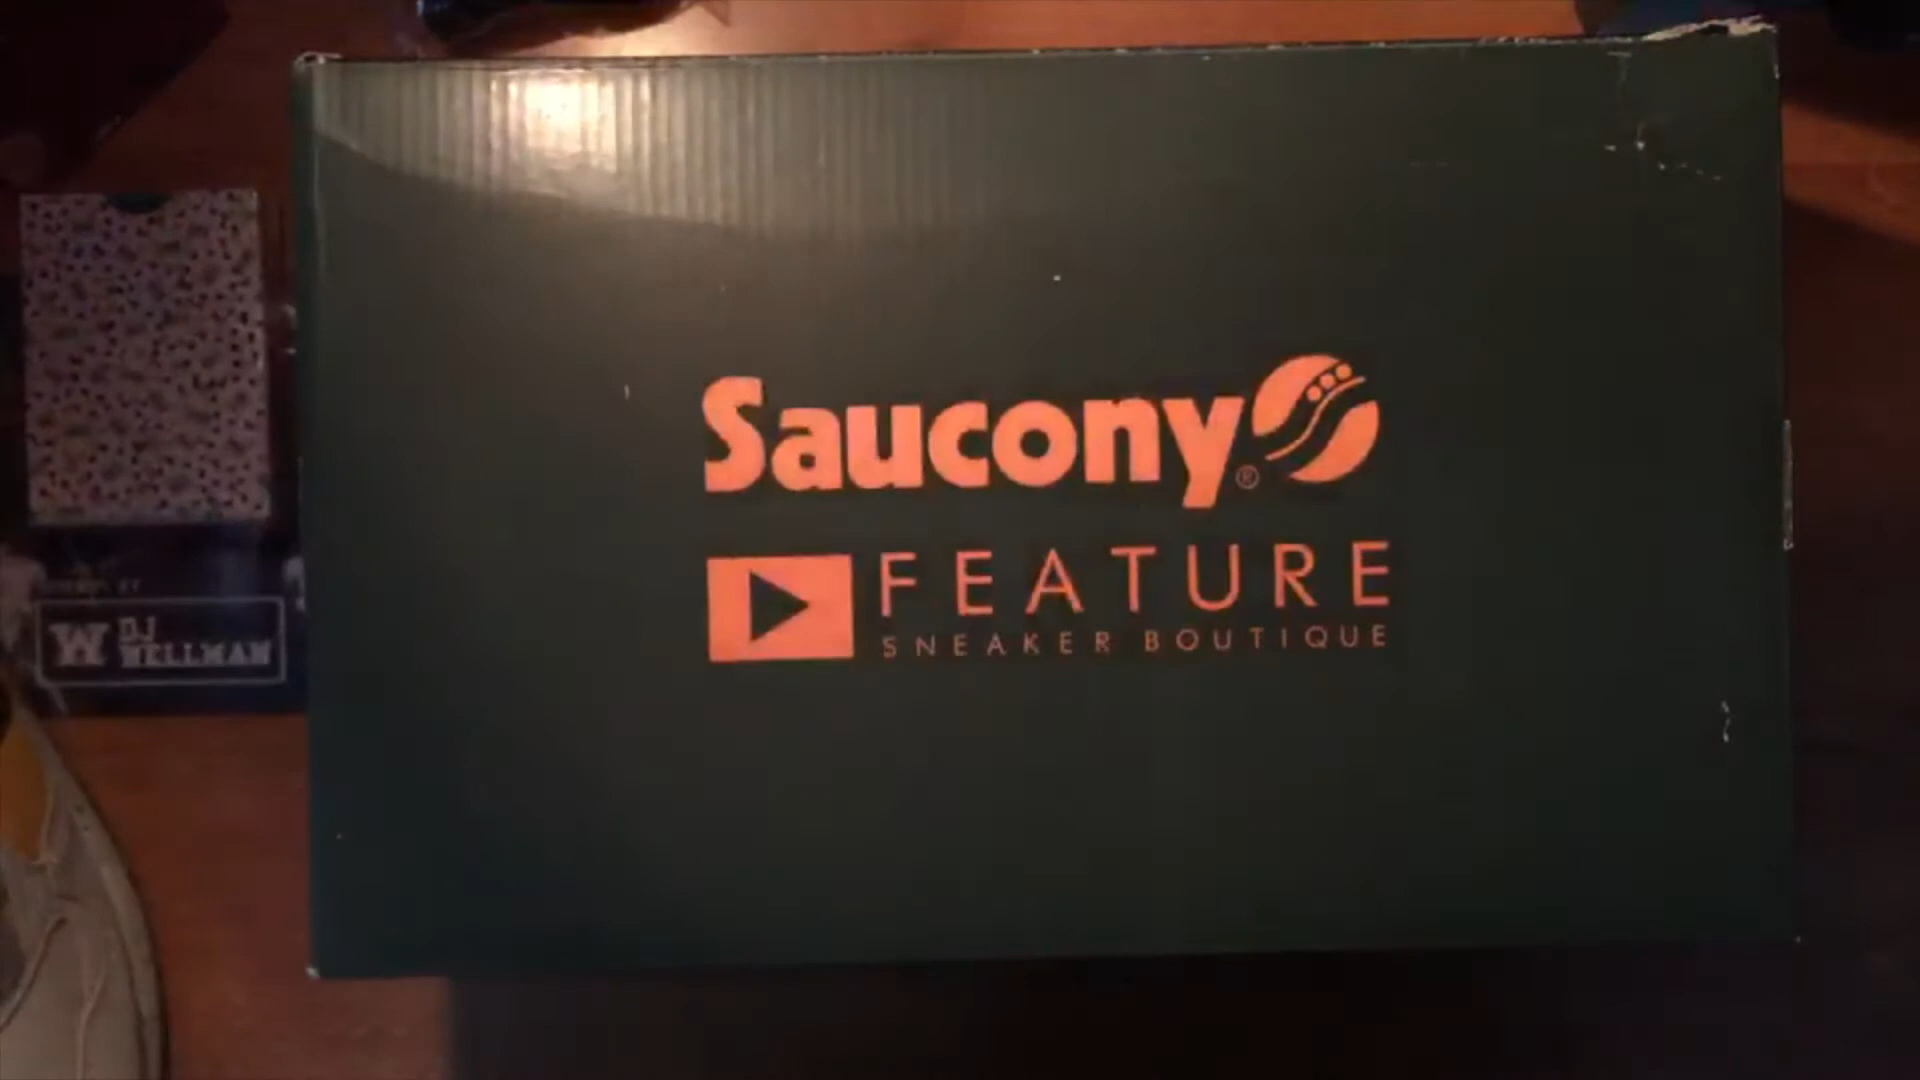 Saucony®
FEATURE
SNEAKER BOUTIQUE
W DJ
WELLMAN